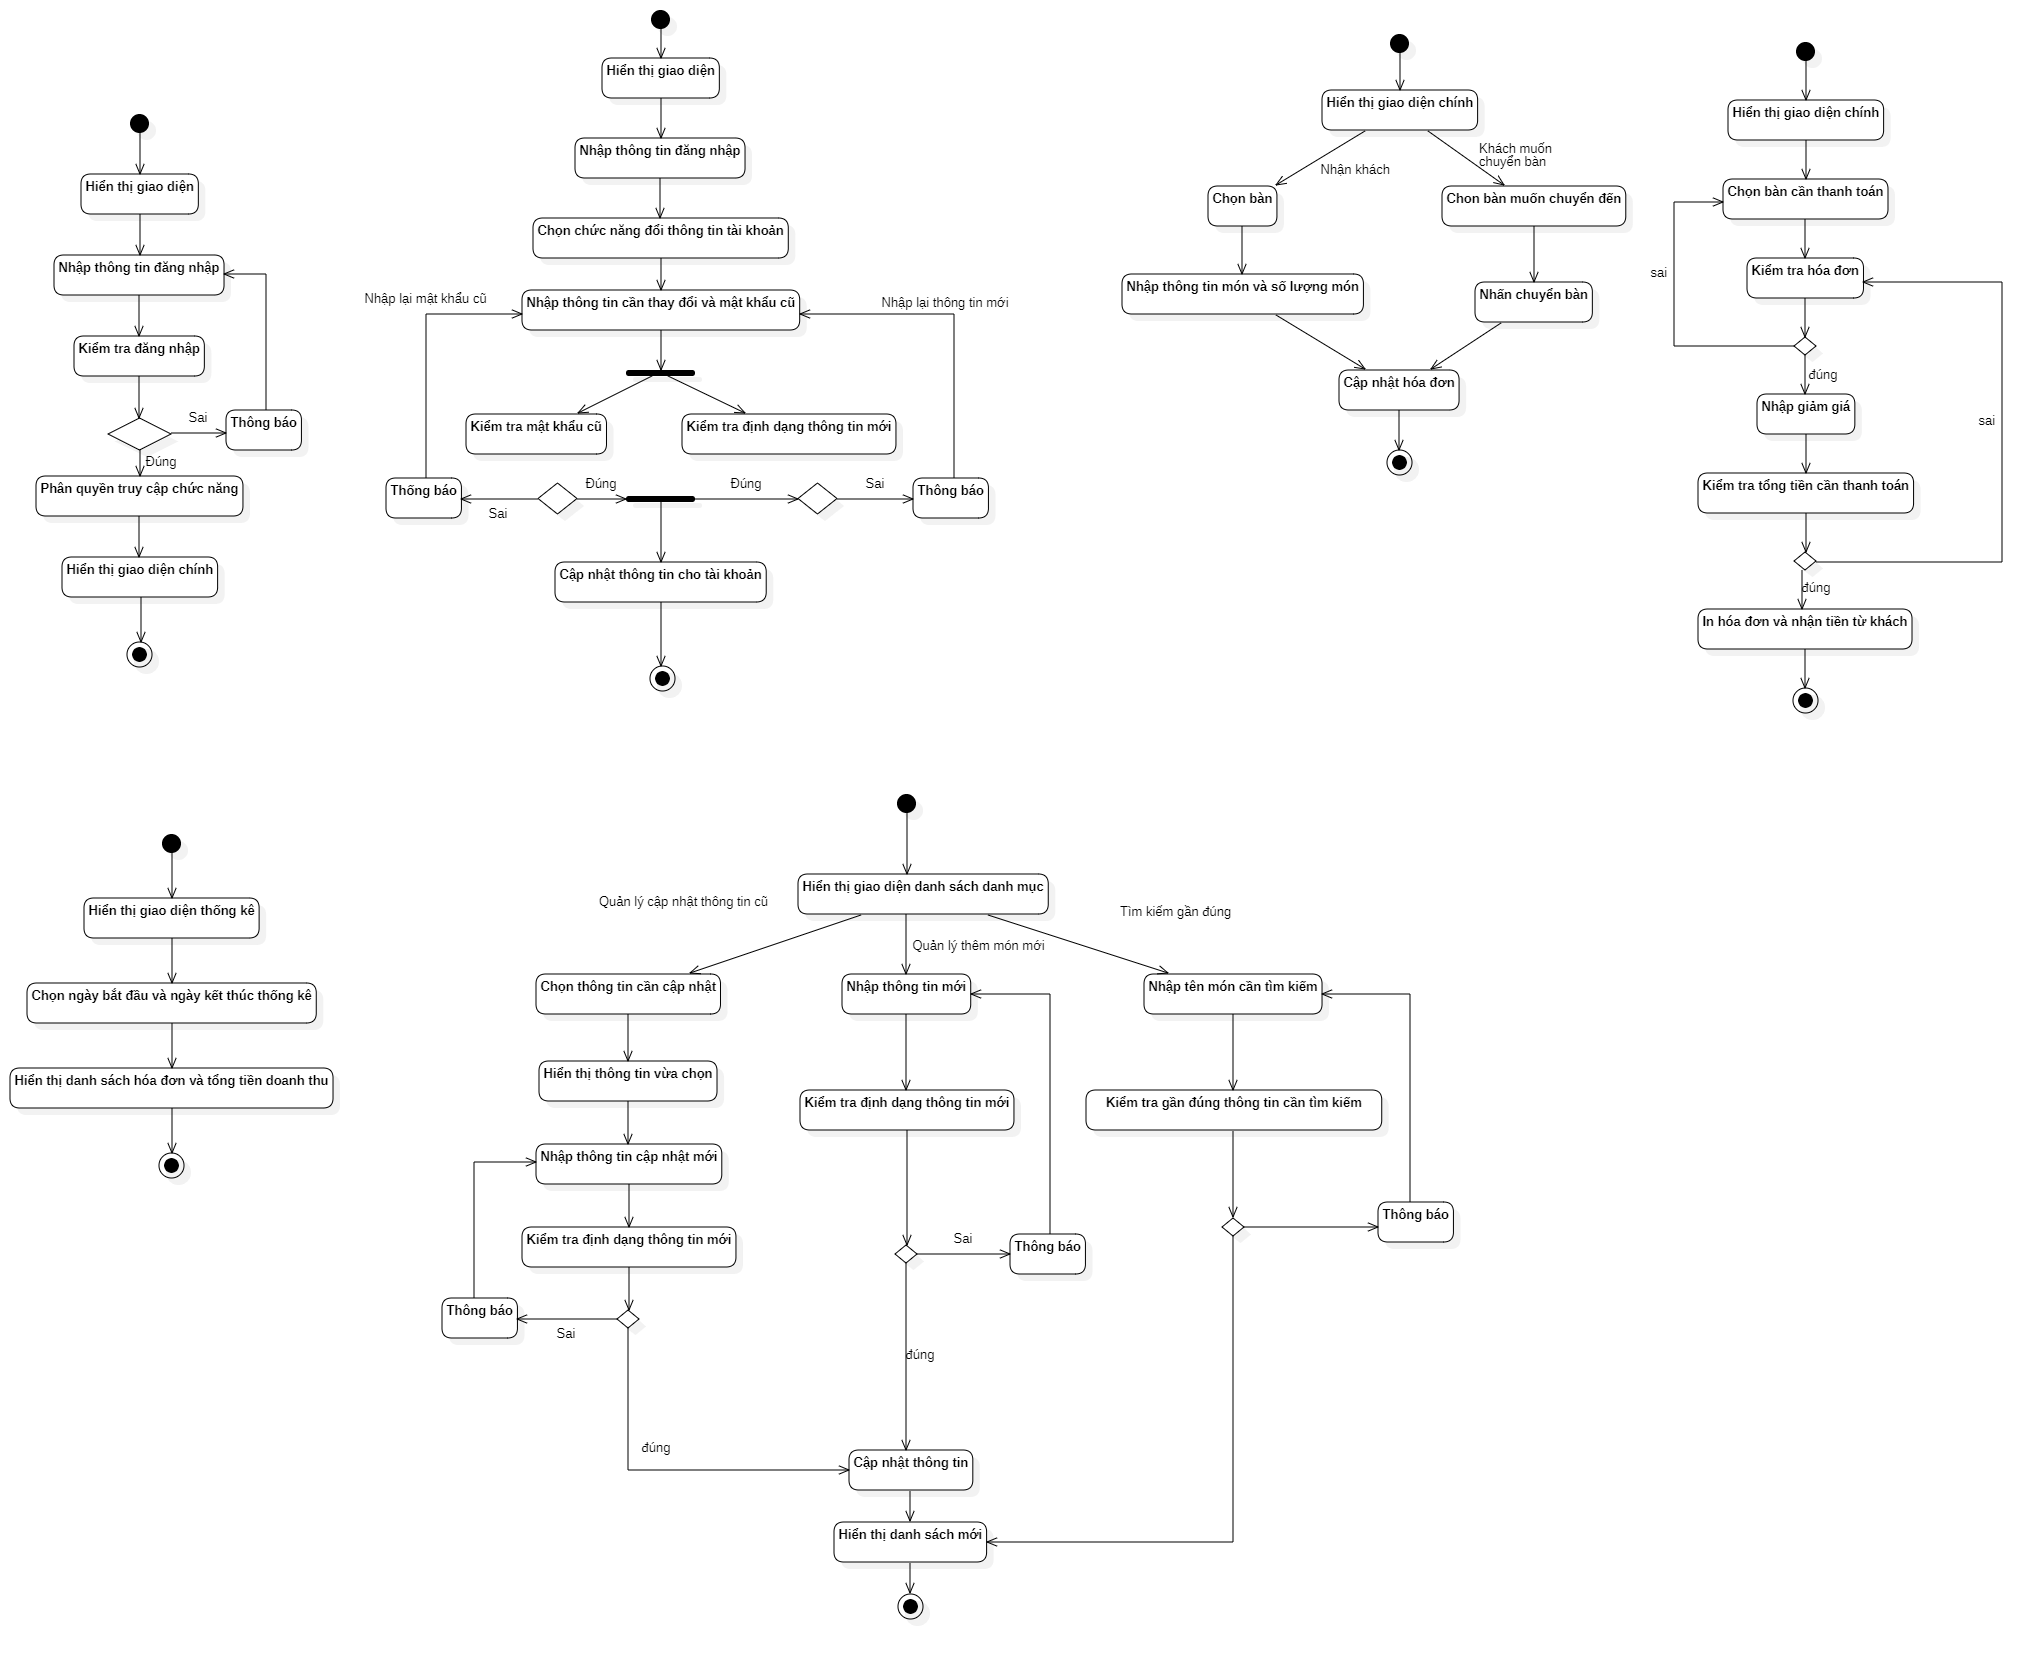 Hiển thị giao diện
Nhập thông tin đăng nhập
Kiểm tra đăng nhập
Sai
Thông báo
Đúng
Phân quyền truy cập chức năng
Hiển thị giao diện chính
Hiển thị giao diện
Nhập thông tin đăng nhập
Chọn chức năng đổi thông tin tài khoản
Nhập lại mật khẩu cũ
Nhập thông tin cần thay đổi và mật khẩu cũ
Nhập lại thông tin mới
Kiểm tra mật khẩu cũ
Kiểm tra định dạng thông tin mới
Thống báo
Sai
Đúng
Đúng
Sai
Thông báo
Cập nhật thông tin cho tài khoản
Hiển thị giao diện chính
Nhận khách
Khách muốn
chuyển bàn
Chọn bàn
Chon bàn muốn chuyển đến
Nhập thông tin món và số lượng món
Nhấn chuyển bàn
Cập nhật hóa đơn
Hiển thị giao diện chính
Chọn bàn cần thanh toán
sai
Kiểm tra hóa đơn
đúng
Nhập giảm giá
sai
Kiểm tra tổng tiền cần thanh toán
đúng
In hóa đơn và nhận tiền từ khách
Hiển thị giao diện thống kê
Chọn ngày bắt đầu và ngày kết thúc thống kê
Hiển thị danh sách hóa đơn và tổng tiền doanh thu
Hiển thị giao diện danh sách danh mục
Quản lý cập nhật thông tin cũ
Quản lý thêm món mới
Tìm kiếm gần đúng
Chọn thông tin cần cập nhật
Nhập thông tin mới
Nhập tên món cần tìm kiếm
Hiển thị thông tin vừa chọn
Kiểm tra định dạng thông tin mới
Kiểm tra gần đúng thông tin cần tìm kiếm
Nhập thông tin cập nhật mới
Kiểm tra định dạng thông tin mới
Sai
Thông báo
Thông báo
Thông báo
Sai
đúng
đúng
Cập nhật thông tin
Hiển thị danh sách mới